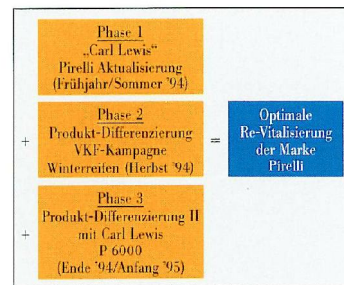 Phase 1
„Carl Lewis“
Pirelli Aktualisierung
(Frühjahr/Sommer '94)
+
Phase 2
Produkt-Differenzierung
VKF-Kampagne
Winterreifen (Herbst '94)
=
Optimale
Re-Vitalisierung
der Marke
Pirelli
+
Phase 3
Produkt-Differenzierung II
mit Carl Lewis
P 6000
(Ende '94/Anfang '95)